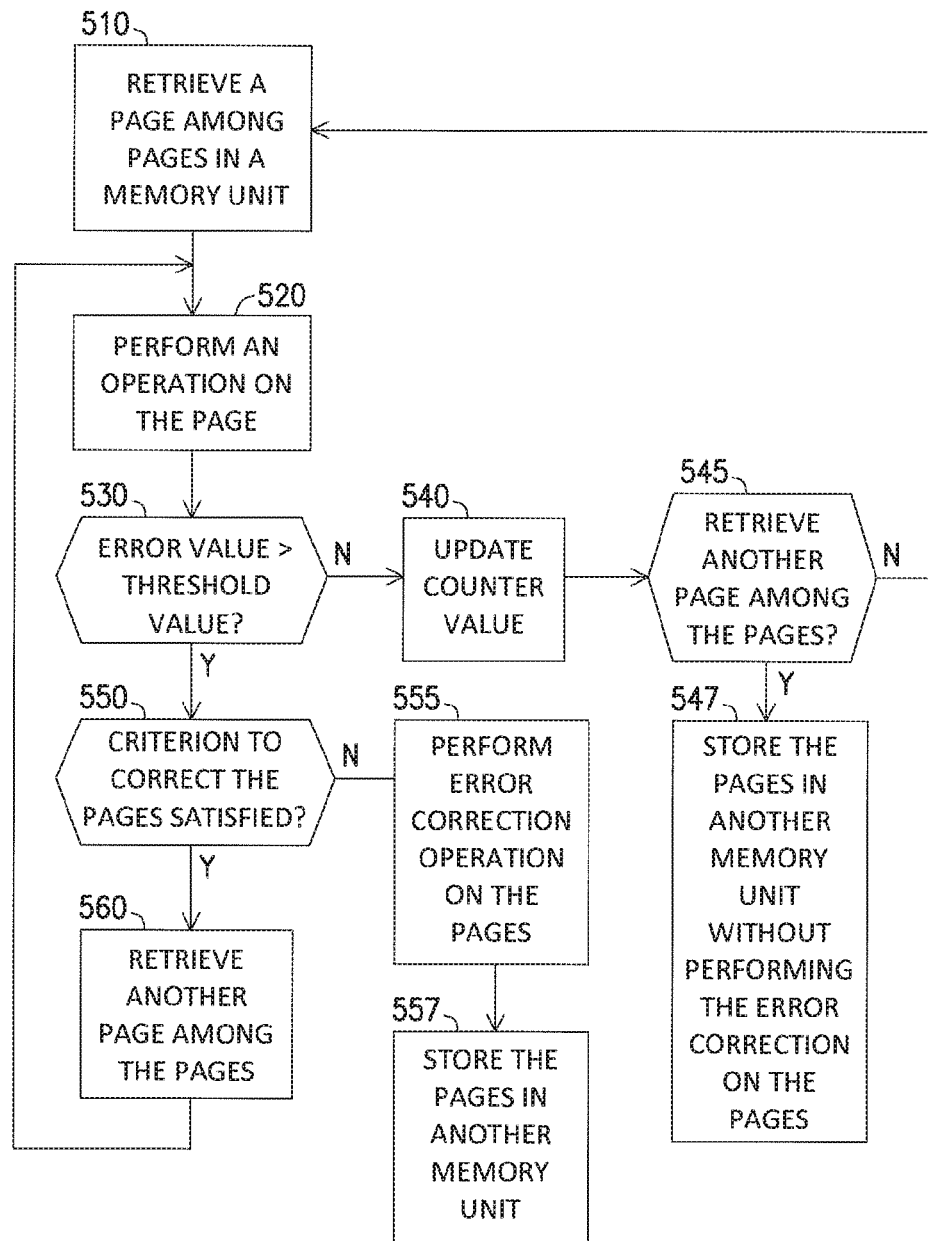 510
RETRIEVE A
PAGE AMONG
PAGES IN A
MEMORY UNIT
520
PERFORM AN
OPERATION ON
THE PAGE
530
ERROR VALUE >
THRESHOLD
VALUE?
N
Y
540
UPDATE
COUNTER
VALUE
545
RETRIEVE
ANOTHER
PAGE AMONG
THE PAGES?
N
Y
547
STORE THE
PAGES IN
ANOTHER
MEMORY
UNIT
WITHOUT
PERFORMING
THE ERROR
CORRECTION
ON THE
PAGES
550
CRITERION TO
CORRECT THE
PAGES SATISFIED?
N
Y
555
PERFORM
ERROR
CORRECTION
OPERATION
ON THE
PAGES
557
STORE THE
PAGES IN
ANOTHER
MEMORY
UNIT
560
RETRIEVE
ANOTHER
PAGE AMONG
THE PAGES